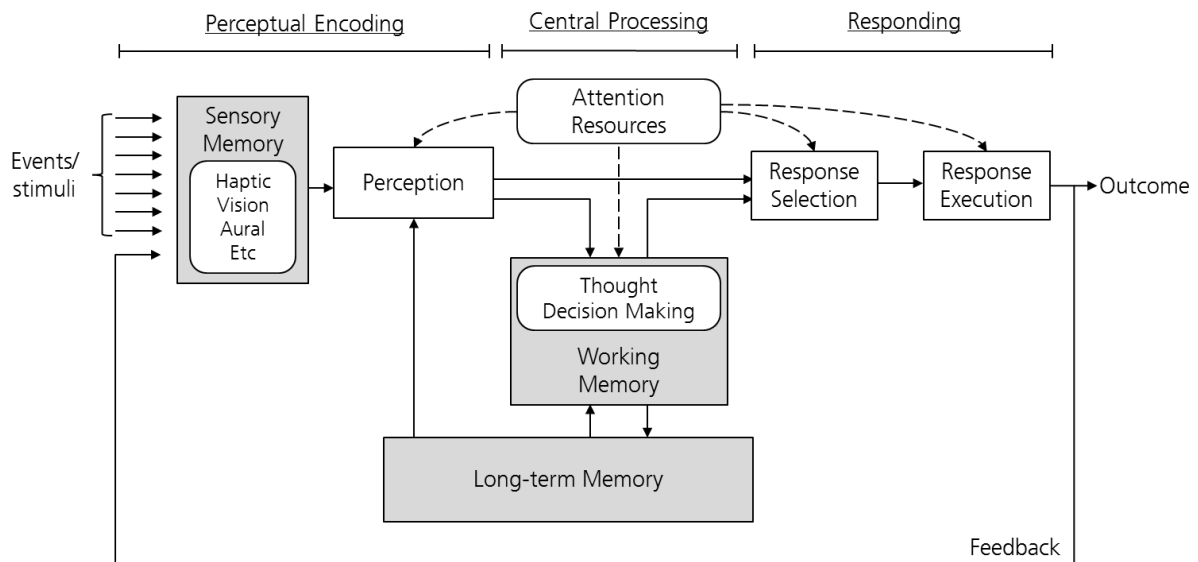 Perceptual Encoding
Central Processing
Responding
Events/
stimuli
Sensory
Memory
Haptic
Vision
Aural
Etc
Perception
Attention
Resources
Thought
Decision Making
Working
Memory
Long-term Memory
Response
Selection
Response
Execution
Outcome
Feedback